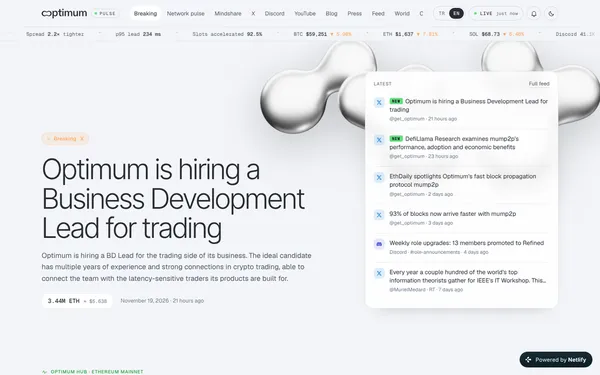 optimum PULSE Breaking Network pulse Mindshare X Discord YouTube Blog Press Feed World C TR EN LIVE just now
Spread 2.2× tighter · p95 lead 234 ms · Slots accelerated 92.5% · BTC $59,251 ▼ · ETH $1,637 ▼ · SOL $68.73 ▼ · Discord
Breaking X
Optimum is hiring a
Business Development
Lead for trading
Optimum is hiring a BD Lead for the trading side of its business. The ideal candidate
has multiple years of experience and strong connections in crypto trading, able to
connect the team with the latency-sensitive traders its products are built for.
3.44M ETH ≈ $5.63B November 19, 2026 · 21 hours ago
LATEST Full feed
NEW Optimum is hiring a Business Development Lead for
trading
@get_optimum · 21 hours ago
NEW DefiLlama Research examines mump2p's
performance, adoption and economic benefits
@get_optimum · 23 hours ago
EthDaily spotlights Optimum's fast block propagation
protocol mump2p
@get_optimum · 2 days ago
93% of blocks now arrive faster with mump2p
@get_optimum · 3 days ago
Weekly role upgrades: 13 members promoted to Refined
Discord · #role-announcements · 4 days ago
Every year a couple hundred of the world's top
information theorists gather for IEEE's IT Workshop. This...
@MurielMedard · RT · 7 days ago
OPTIMUM HUB · ETHEREUM MAINNET
Powered by Netlify